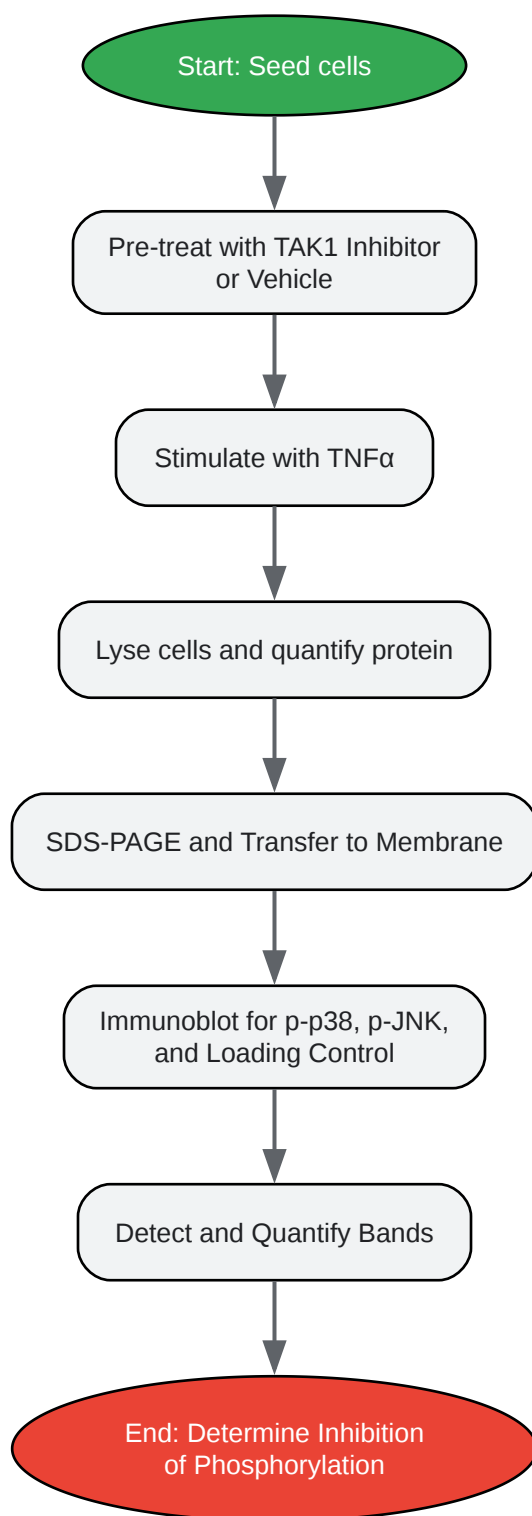 Start: Seed cells
Pre-treat with TAK1 Inhibitor
or Vehicle
Stimulate with TNFα
Lyse cells and quantify protein
SDS-PAGE and Transfer to Membrane
Immunoblot for p-p38, p-JNK,
and Loading Control
Detect and Quantify Bands
End: Determine Inhibition
of Phosphorylation